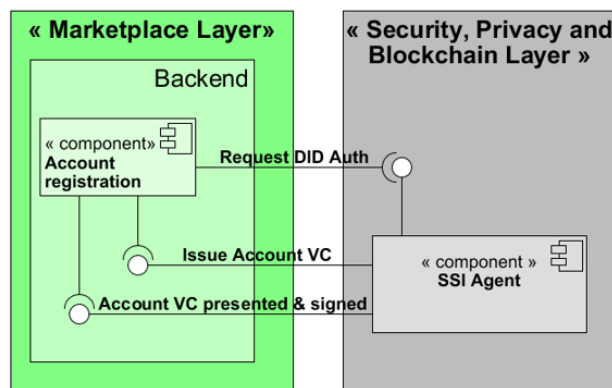 « Marketplace Layer»
« Security, Privacy and
Blockchain Layer »
Backend
« component»
Account
registration
Request DID Auth
Issue Account VC
« component »
SSI Agent
Account VC presented & signed